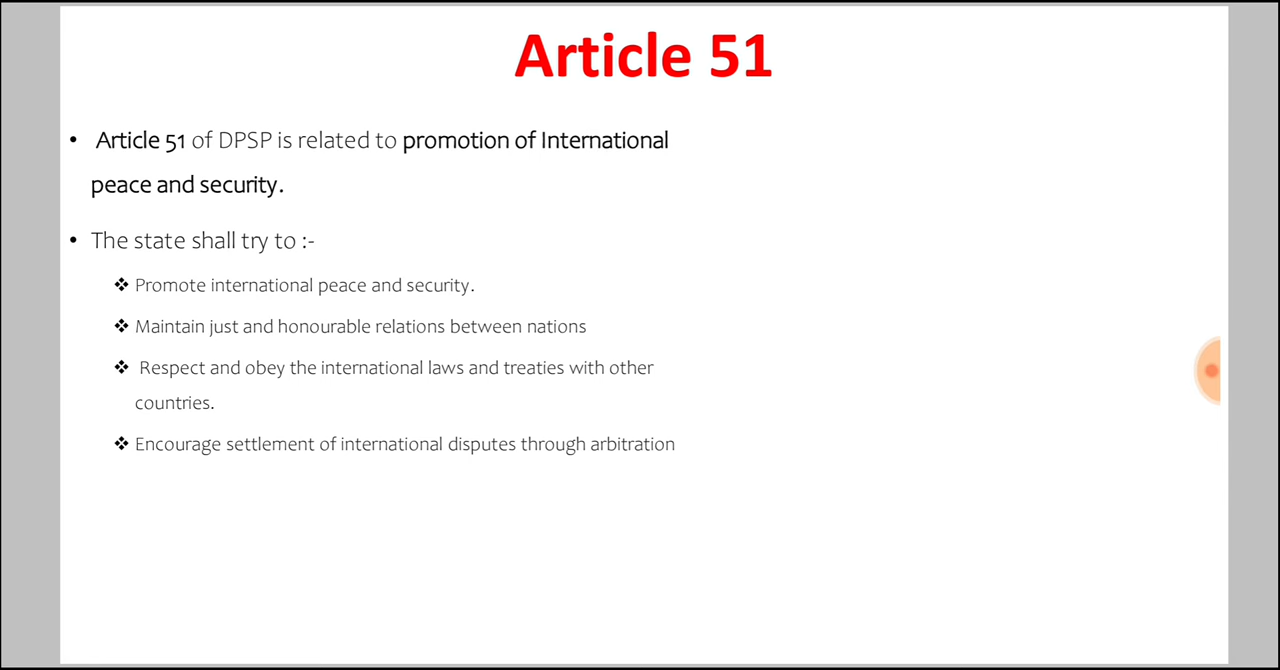 Article 51
• Article 51 of DPSP is related to promotion of International
peace and security.
• The state shall try to :-
❖ Promote international peace and security.
❖ Maintain just and honourable relations between nations
❖ Respect and obey the international laws and treaties with other
countries.
❖ Encourage settlement of international disputes through arbitration